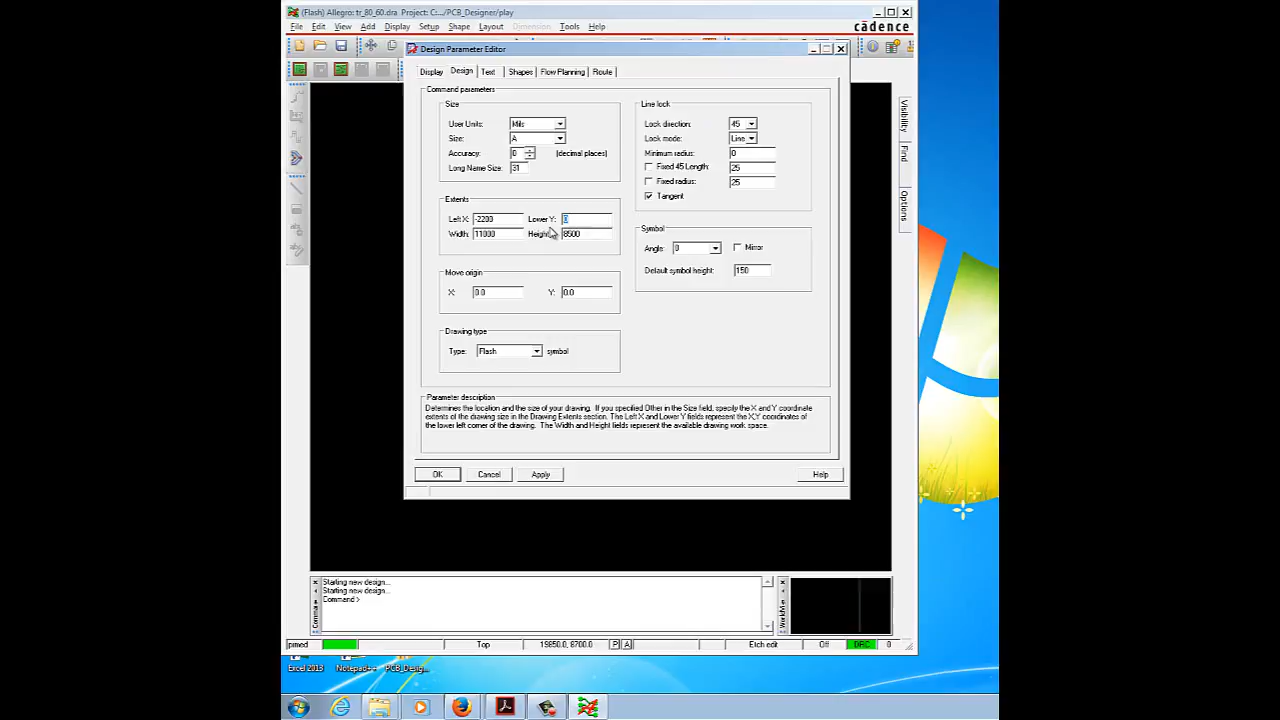 (Flash) Allegro: tr_80_60.dra Project: C:.../PCB_Designer/play
File Edit View Add Display Setup Shape Layout Dimension Tools Help
cādence
Design Parameter Editor
Display Design Text Shapes Flow Planning Route
Command parameters
Size
User Units: Mils
Size: A
Accuracy: 0 (decimal places)
Long Name Size: 31
Extents
Left X: -2200 Lower Y: 0
Width: 11000 Height: 8500
Move origin
X: 0.0 Y: 0.0
Drawing type
Type: Flash symbol
Line lock
Lock direction: 45
Lock mode: Line
Minimum radius: 0
Fixed 45 Length: 25
Fixed radius: 25
Tangent
Symbol
Angle: 0 Mirror
Default symbol height: 150
Parameter description
Determines the location and the size of your drawing. If you specified Other in the Size field, specify the X and Y coordinate
extents of the drawing size in the Drawing Extents section. The Left X and Lower Y fields represent the X,Y coordinates of
the lower left corner of the drawing. The Width and Height fields represent the available drawing work space.
OK Cancel Apply Help
Visibility
Find
Options
Starting new design...
Starting new design...
Command >
Top 19850.0, 8700.0 P A Etch edit Off DRC 0
Excel 2013 Notepad++ PCB_Desig...